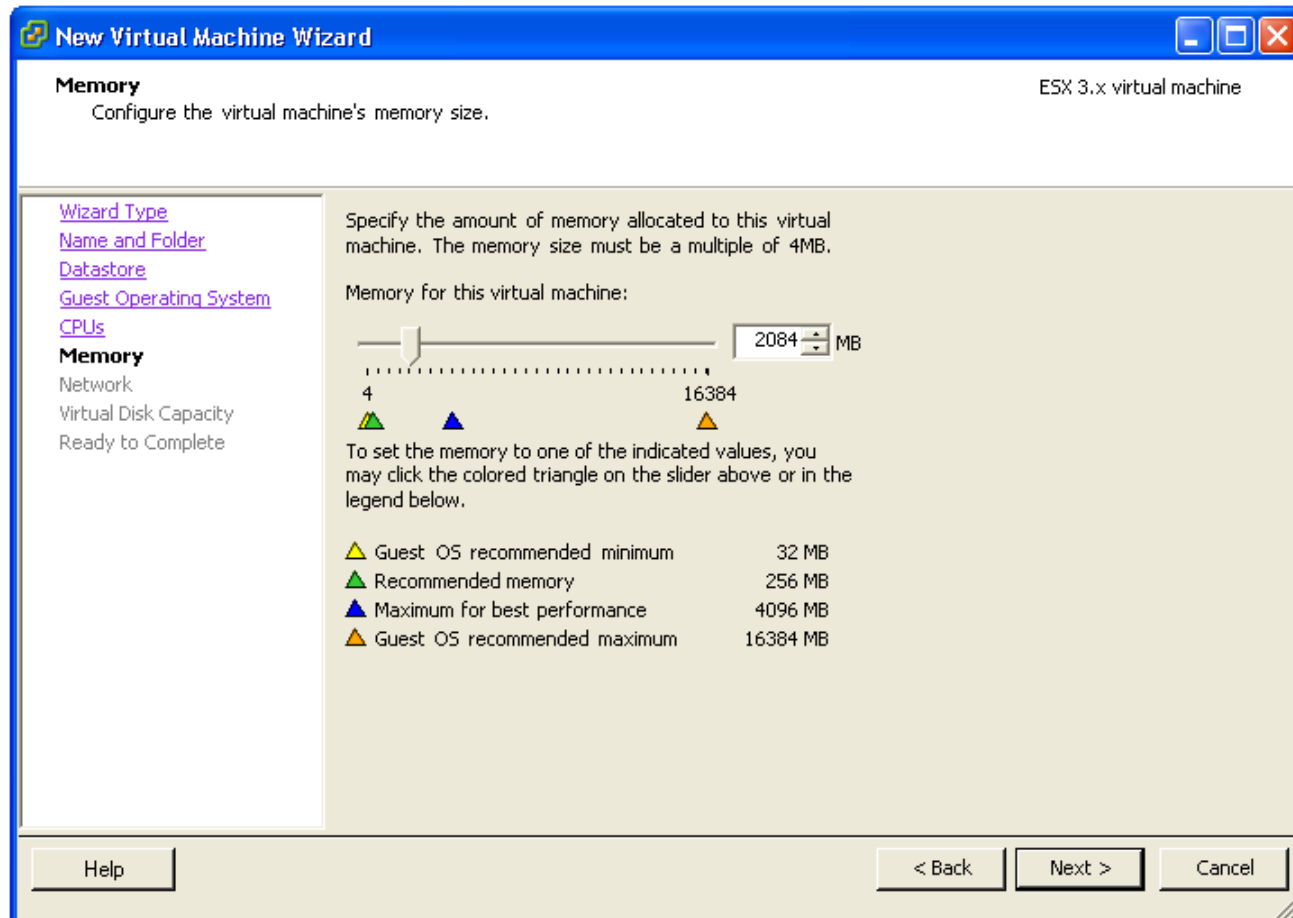 New Virtual Machine Wizard
Memory
ESX 3.x virtual machine
Configure the virtual machine's memory size.
Wizard Type
Name and Folder
Datastore
Guest Operating System
CPUs
Memory
Network
Virtual Disk Capacity
Ready to Complete
Specify the amount of memory allocated to this virtual
machine. The memory size must be a multiple of 4MB.
Memory for this virtual machine:
2084 MB
4 16384
To set the memory to one of the indicated values, you
may click the colored triangle on the slider above or in the
legend below.
Guest OS recommended minimum 32 MB
Recommended memory 256 MB
Maximum for best performance 4096 MB
Guest OS recommended maximum 16384 MB
Help < Back Next > Cancel